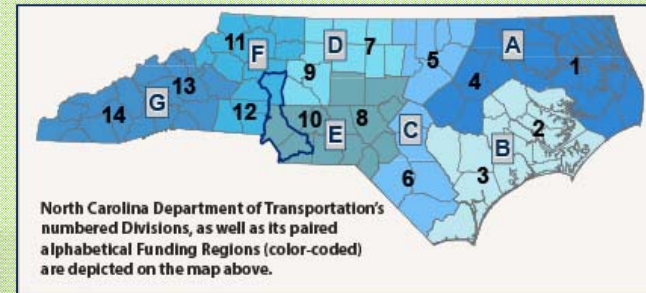 11
F
D
7
A
1
5
9
4
13
G
14
12
10
8
E
C
2
B
3
6
North Carolina Department of Transportation's
numbered Divisions, as well as its paired
alphabetical Funding Regions (color-coded)
are depicted on the map above.